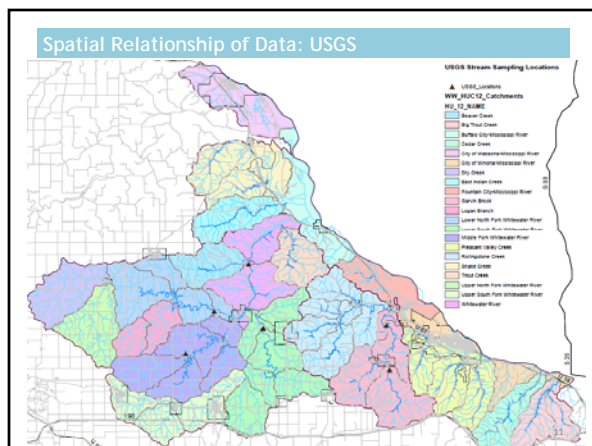 Spatial Relationship of Data: USGS
USGS Stream Sampling Locations
USGS_Locations
WW_HUC12_Catchments
HU_12_NAME
Beaver Creek
Big Trout Creek
Buffalo City-Mississippi River
Cedar Creek
City of Wabasha-Mississippi River
City of Winona-Mississippi River
Dry Creek
East Indian Creek
Fountain City-Mississippi River
Garvin Brook
Logan Branch
Lower North Fork Whitewater River
Lower South Fork Whitewater River
Middle Fork Whitewater River
Pleasant Valley Creek
Rollingstone Creek
Snake Creek
Trout Creek
Upper North Fork Whitewater River
Upper South Fork Whitewater River
Whitewater River
S 93
S 35
I 90
11